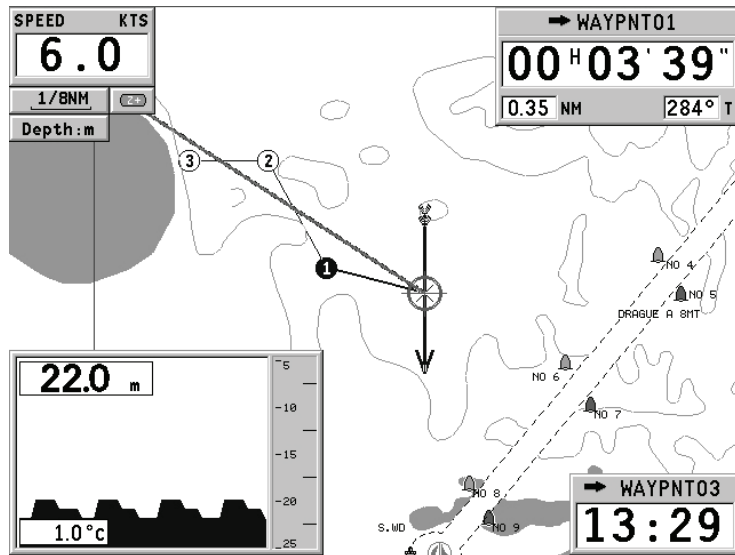 SPEED KTS
6.0
1/8NM Z+
Depth:m
➡ WAYPNT01
00 H 03 ' 39 "
0.35 NM 284° T
3 2
1
NO 4
NO 5
DRAGUE A 8MT
NO 6
NO 7
NO 8
NO 9
S.WD
22.0 m
1.0°c
5
-10
-15
-20
-25
➡ WAYPNT03
13:29